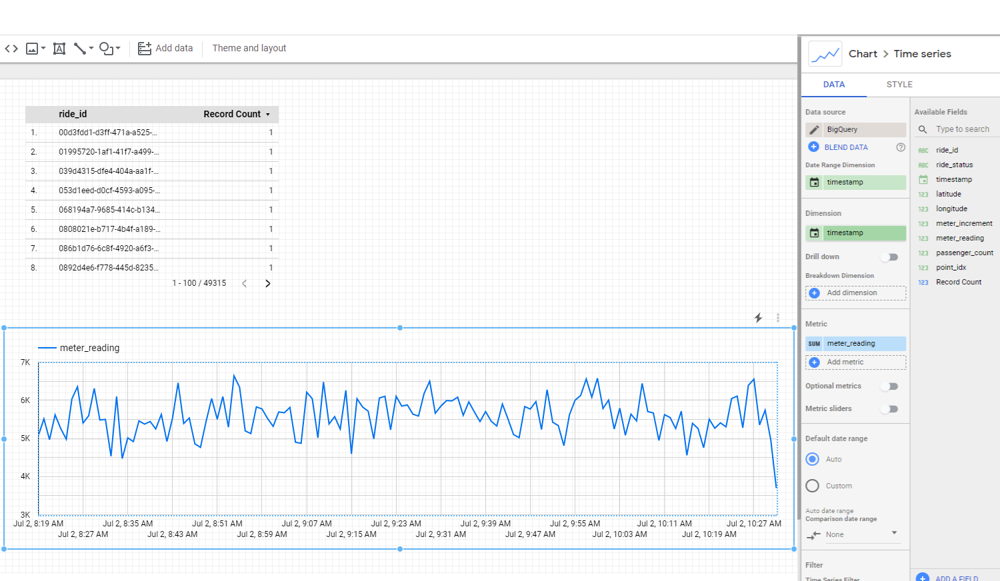 Add data
Theme and layout
Chart > Time series
DATA STYLE
ride_id Record Count
1. 00d3fdd1-d3ff-471a-a525-... 1
2. 01995720-1af1-41f7-a499-... 1
3. 039d4315-dfe4-404a-aa1f-... 1
4. 053d1eed-d0cf-4593-a095-... 1
5. 068194a7-9685-414c-b134... 1
6. 0808021e-b717-4b4f-a189-... 1
7. 086b1d76-6c8f-4920-a6f3-... 1
8. 0892d4e6-f778-445d-8235... 1
1 - 100 / 49315
meter_reading
7K
6K
5K
4K
3K
Jul 2, 8:19 AM Jul 2, 8:35 AM Jul 2, 8:51 AM Jul 2, 9:07 AM Jul 2, 9:23 AM Jul 2, 9:39 AM Jul 2, 9:55 AM Jul 2, 10:11 AM Jul 2, 10:27 AM
Jul 2, 8:27 AM Jul 2, 8:43 AM Jul 2, 8:59 AM Jul 2, 9:15 AM Jul 2, 9:31 AM Jul 2, 9:47 AM Jul 2, 10:03 AM Jul 2, 10:19 AM
Data source
BigQuery
BLEND DATA
Date Range Dimension
timestamp
Dimension
timestamp
Drill down
Breakdown Dimension
Add dimension
Metric
SUM meter_reading
Add metric
Optional metrics
Metric sliders
Default date range
Auto
Custom
Auto date range
Comparison date range
None
Filter
Time Series Filter
Available Fields
Type to search
ABC ride_id
ABC ride_status
timestamp
123 latitude
123 longitude
123 meter_increment
123 meter_reading
123 passenger_count
123 point_idx
123 Record Count
ADD A FIELD